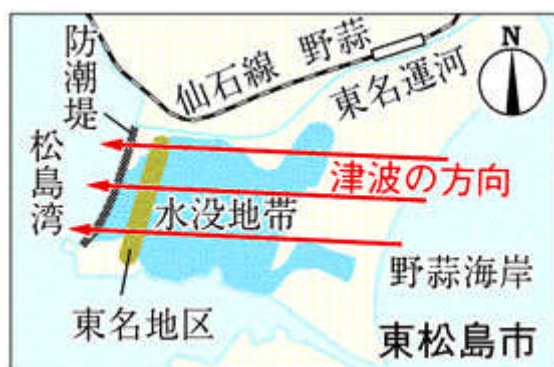 防潮堤
仙石線 野蒜
東名運河
N
松島湾
津波の方向
水没地帯
野蒜海岸
東名地区
東松島市